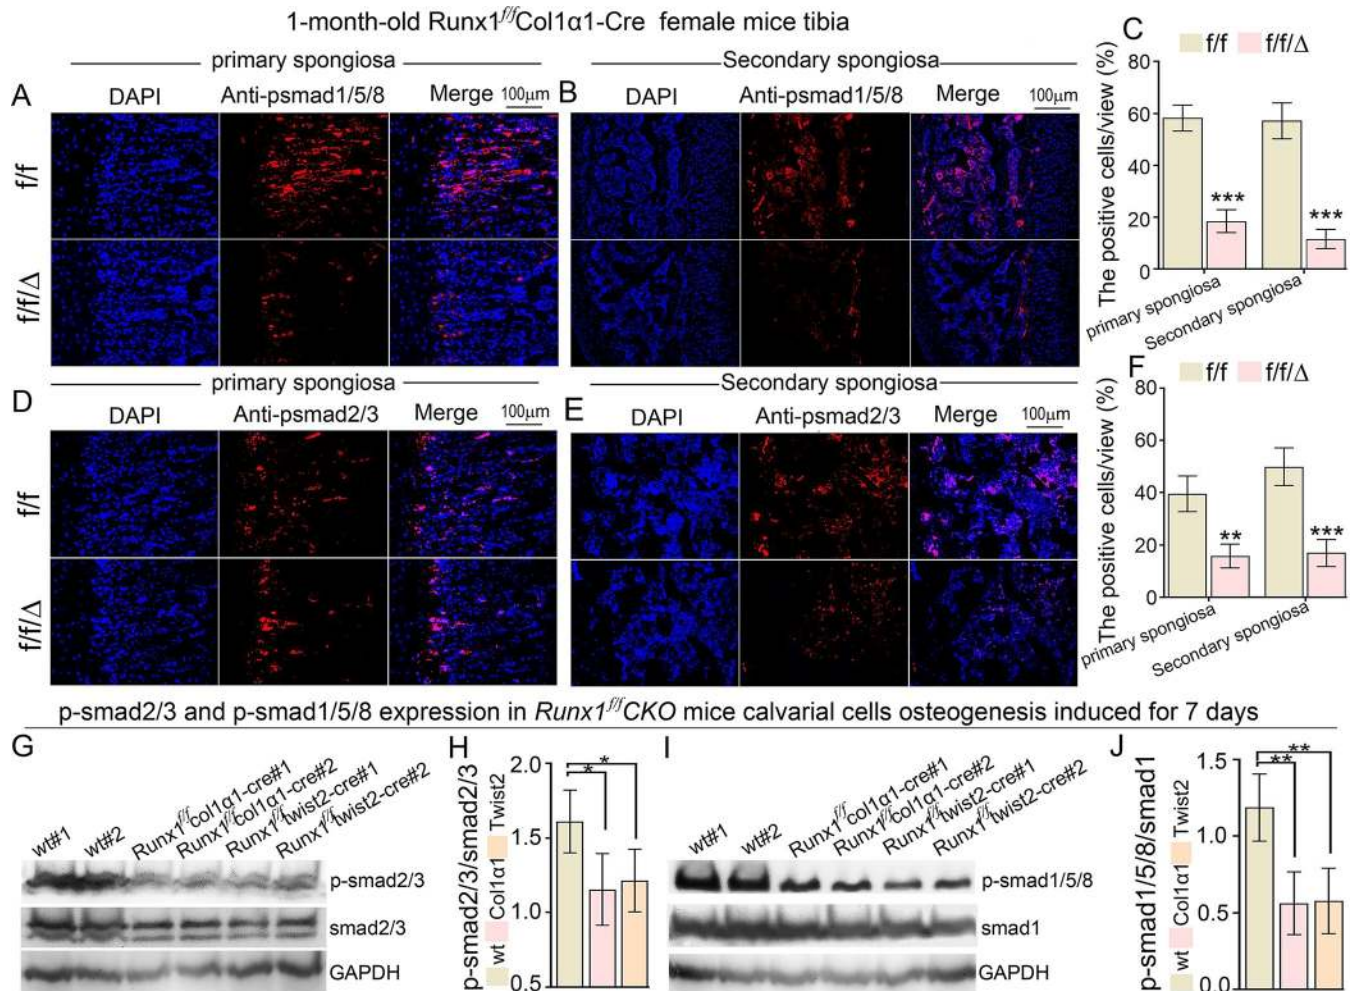 1-month-old Runx1f/fCol1α1-Cre female mice tibia
primary spongiosa
Secondary spongiosa
A
DAPI
Anti-psmad1/5/8
Merge
100μm
f/f
f/f/Δ
B
DAPI
Anti-psmad1/5/8
Merge
100μm
C
f/f
f/f/Δ
The positive cells/view (%)
80
60
40
20
0
***
***
primary spongiosa
Secondary spongiosa
primary spongiosa
Secondary spongiosa
D
DAPI
Anti-psmad2/3
Merge
100μm
f/f
f/f/Δ
E
DAPI
Anti-psmad2/3
Merge
100μm
F
f/f
f/f/Δ
The positive cells/view (%)
80
60
40
20
0
**
***
primary spongiosa
Secondary spongiosa
p-smad2/3 and p-smad1/5/8 expression in Runx1f/fCKO mice calvarial cells osteogenesis induced for 7 days
G
wt#1
wt#2
Runx1f/fcol1α1-cre#1
Runx1f/fcol1α1-cre#2
Runx1f/ftwist2-cre#1
Runx1f/ftwist2-cre#2
p-smad2/3
smad2/3
GAPDH
H
p-smad2/3/smad2/3
wt
Col1α1
Twist2
2.0
1.5
1.0
0.5
*
*
I
wt#1
wt#2
Runx1f/fcol1α1-cre#1
Runx1f/fcol1α1-cre#2
Runx1f/ftwist2-cre#1
Runx1f/ftwist2-cre#2
p-smad1/5/8
smad1
GAPDH
J
p-smad1/5/8/smad1
wt
Col1α1
Twist2
1.5
1.0
0.5
0.0
**
**